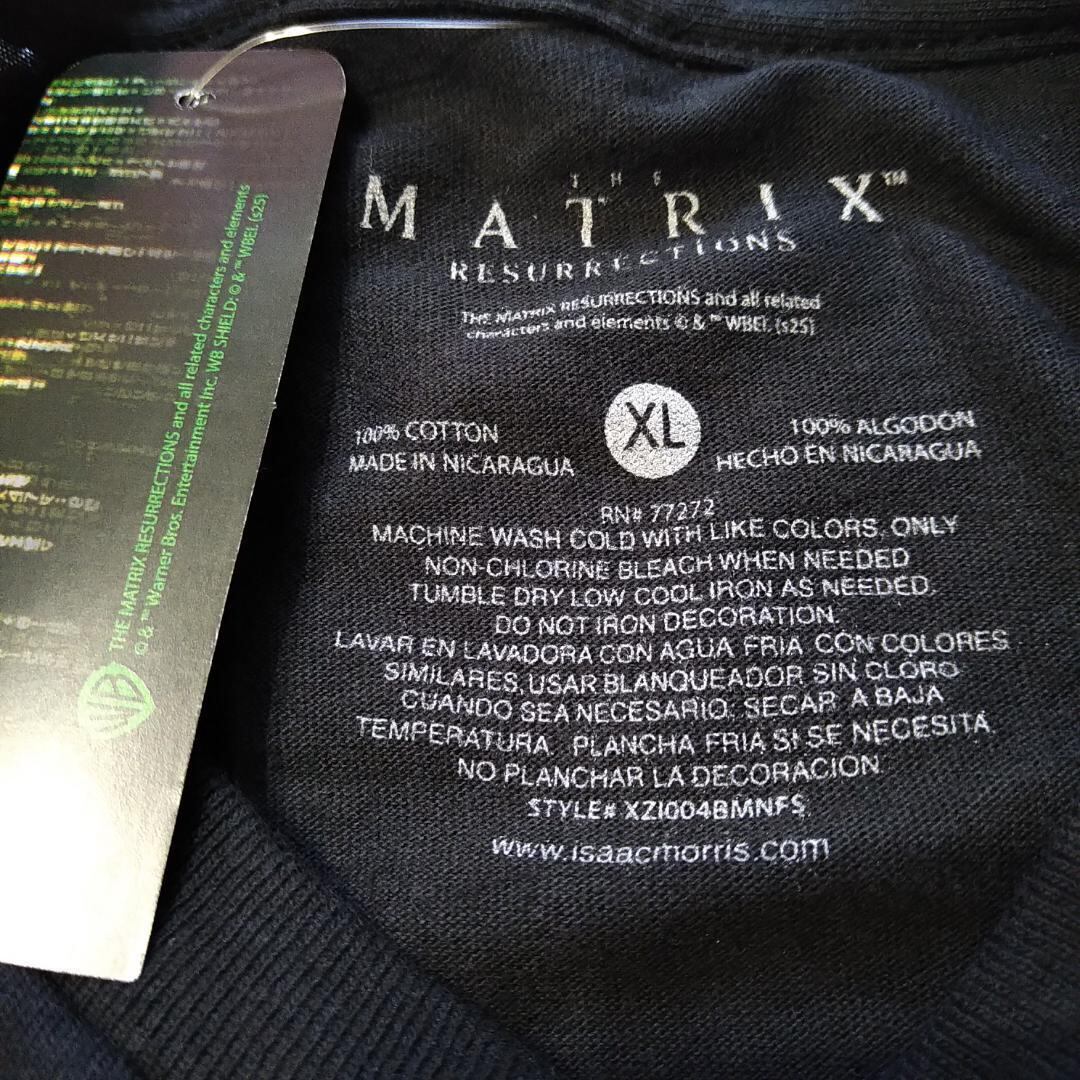 THE MATRIX RESURRECTIONS and all related characters and elements
© & ™ Warner Bros. Entertainment Inc. WB SHIELD: © & ™ WBEI. (s25)
WB
THE
MATRIX™
RESURRECTIONS
THE MATRIX RESURRECTIONS and all related
characters and elements © & ™ WBEI. (s25)
XL
100% COTTON
MADE IN NICARAGUA
100% ALGODON
HECHO EN NICARAGUA
RN# 77272
MACHINE WASH COLD WITH LIKE COLORS, ONLY
NON-CHLORINE BLEACH WHEN NEEDED
TUMBLE DRY LOW COOL IRON AS NEEDED.
DO NOT IRON DECORATION.
LAVAR EN LAVADORA CON AGUA FRIA CON COLORES
SIMILARES, USAR BLANQUEADOR SIN CLORO
CUANDO SEA NECESARIO. SECAR A BAJA
TEMPERATURA. PLANCHA FRIA SI SE NECESITA.
NO PLANCHAR LA DECORACION.
STYLE# XZI004BMNFS
www.isaacmorris.com